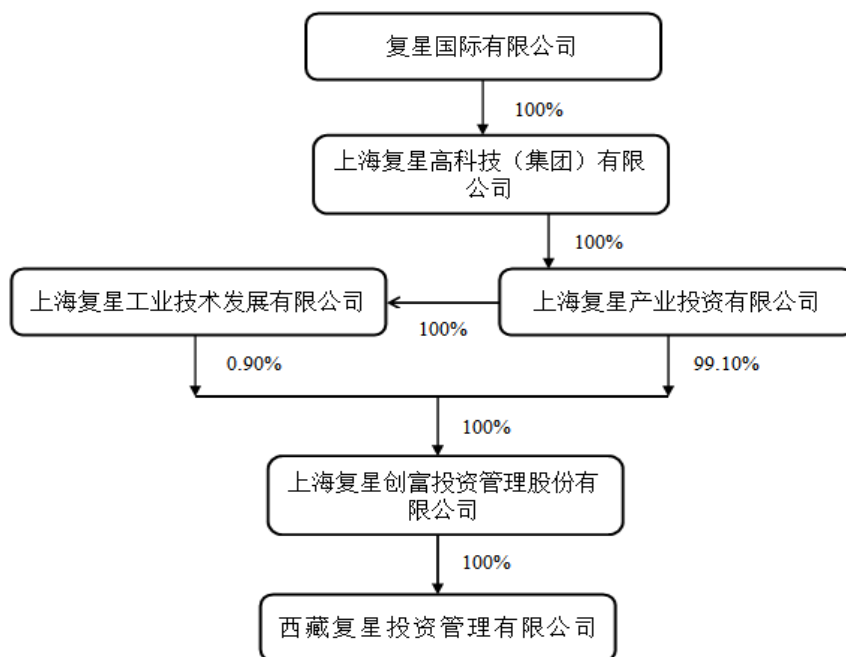 复星国际有限公司
100%
上海复星高科技（集团）有限
公司
100%
上海复星工业技术发展有限公司
上海复星产业投资有限公司
100%
0.90%
99.10%
100%
上海复星创富投资管理股份有
限公司
100%
西藏复星投资管理有限公司